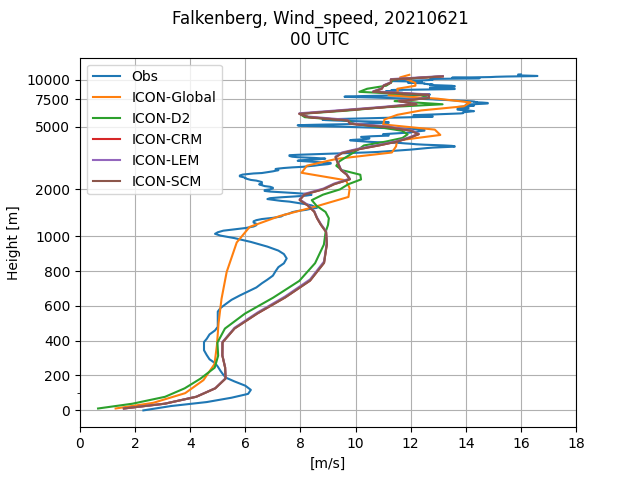 Falkenberg, Wind_speed, 20210621
00 UTC
Obs
ICON-Global
ICON-D2
ICON-CRM
ICON-LEM
ICON-SCM
Height [m]
10000
7500
5000
2000
1000
800
600
400
200
0
0 2 4 6 8 10 12 14 16 18
[m/s]